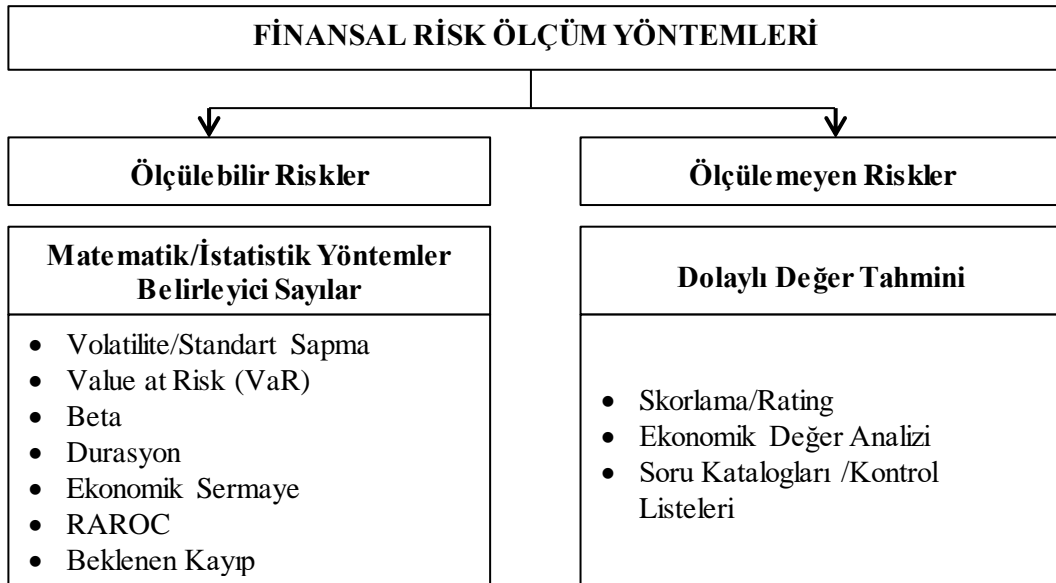 FİNANSAL RİSK ÖLÇÜM YÖNTEMLERİ
Ölçülebilir Riskler
Ölçülemeyen Riskler
Matematik/İstatistik Yöntemler
Belirleyici Sayılar
• Volatilite/Standart Sapma
• Value at Risk (VaR)
• Beta
• Durasyon
• Ekonomik Sermaye
• RAROC
• Beklenen Kayıp
Dolaylı Değer Tahmini
• Skorlama/Rating
• Ekonomik Değer Analizi
• Soru Katalogları /Kontrol
Listeleri